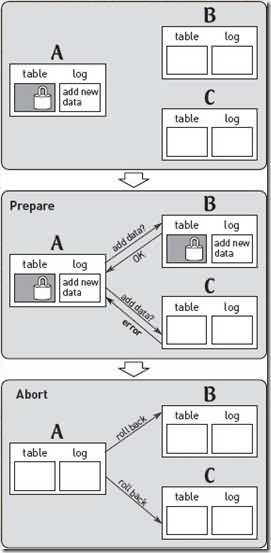 B
table log
A
table log
add new
data
C
table log
Prepare
B
table log
add new
data
A
table log
add new
data
add data?
OK
add data?
error
C
table log
Abort
B
table log
A
table log
roll back
roll back
C
table log